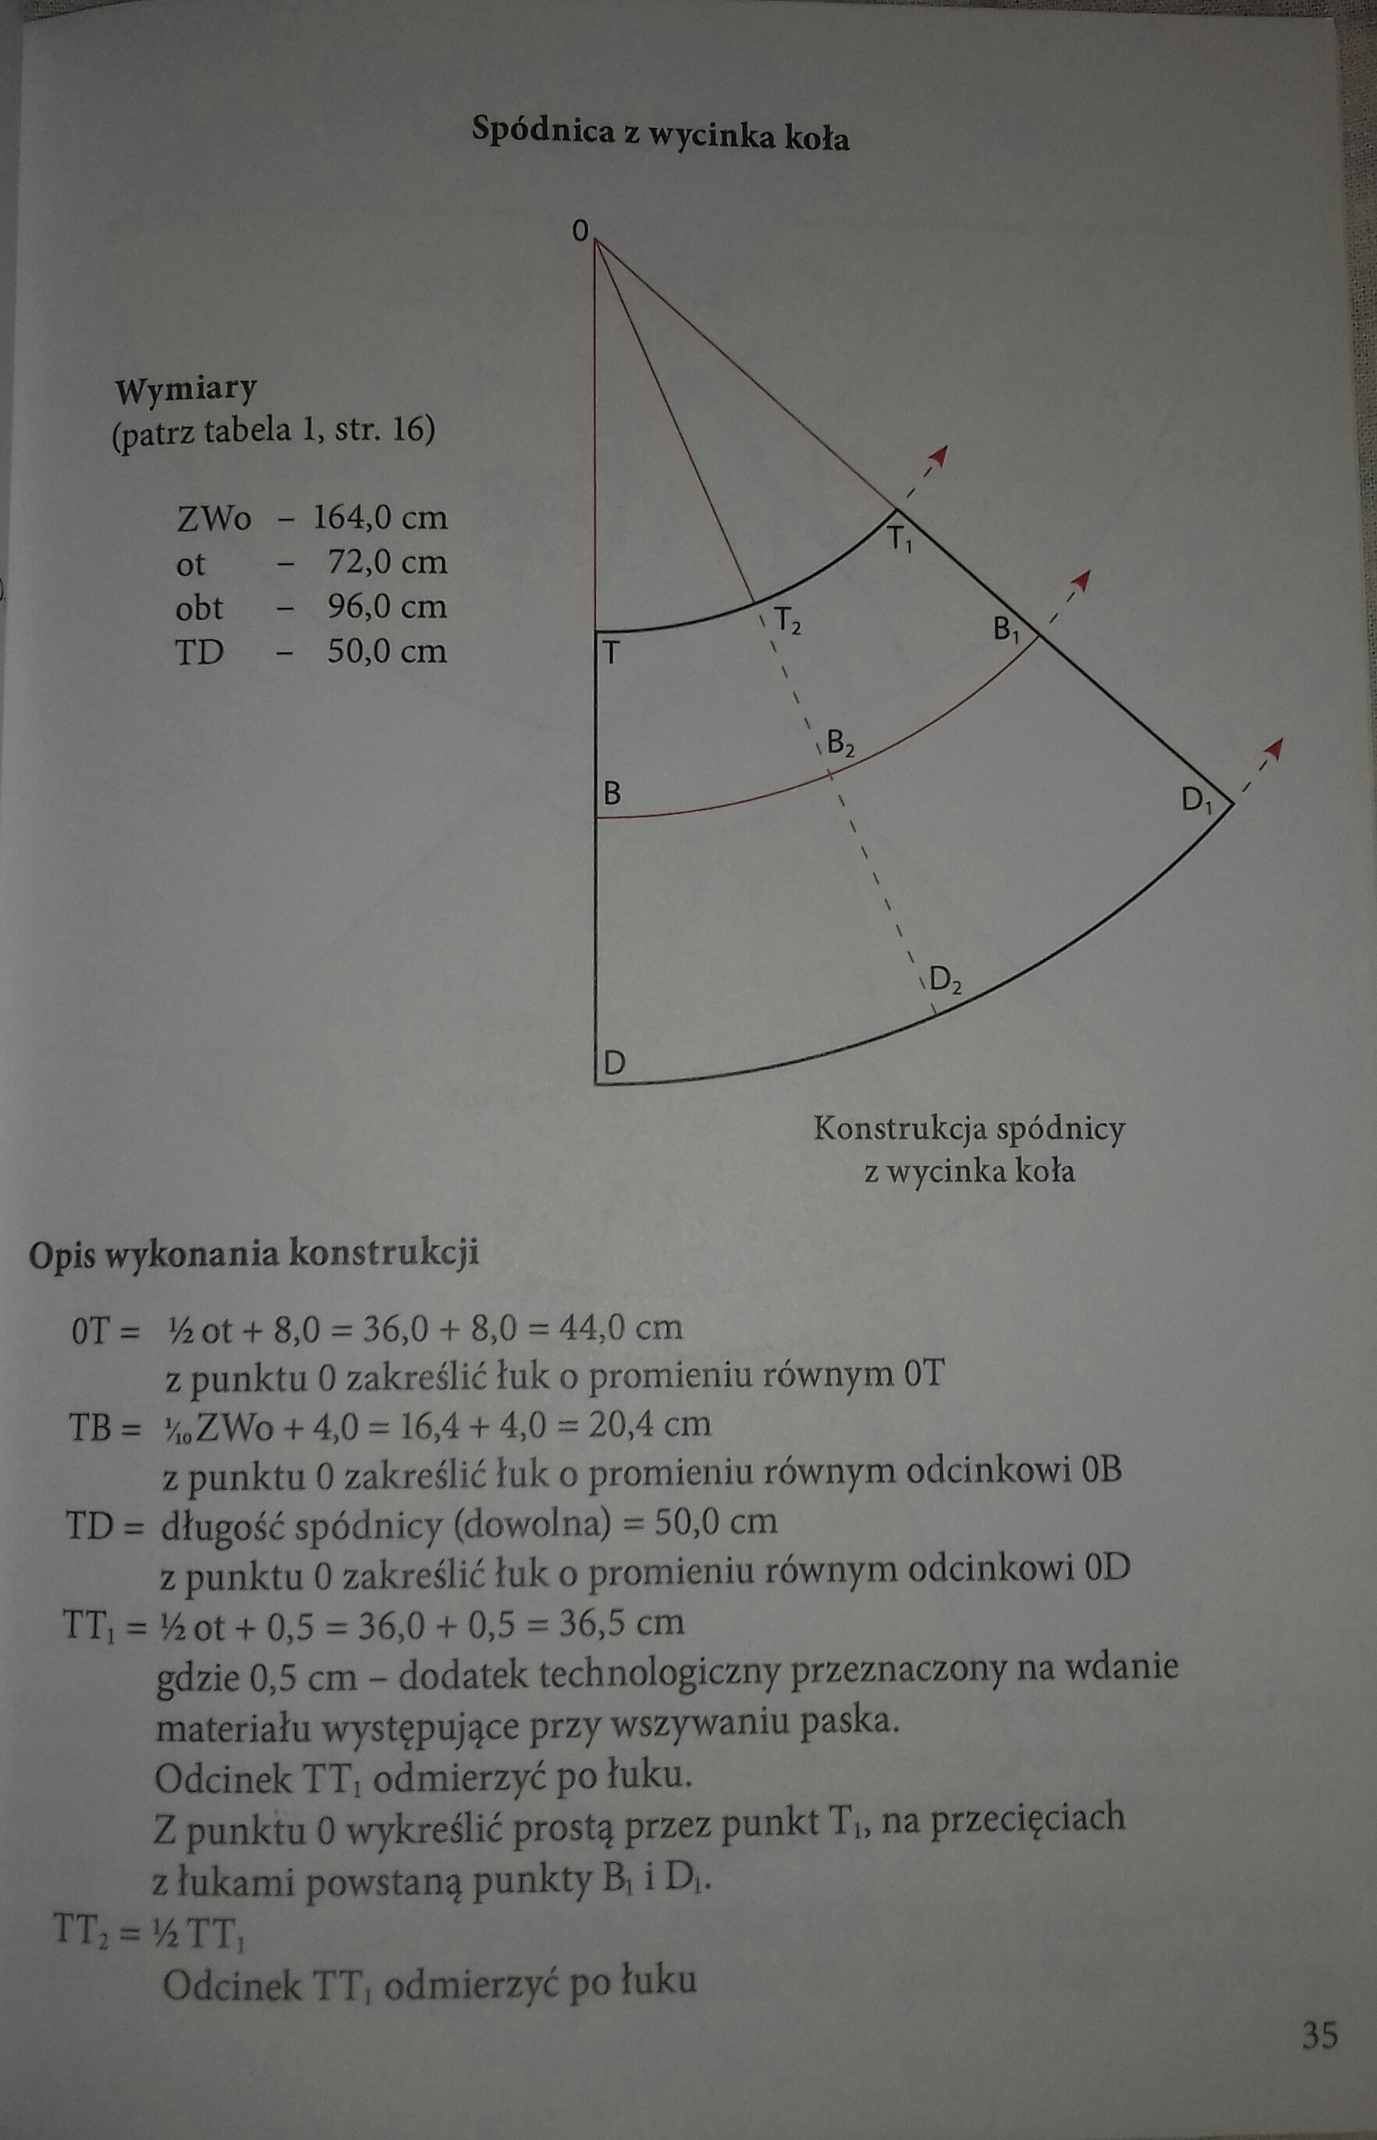 Spódnica z wycinka koła
0
Wymiary
(patrz tabela 1, str. 16)
ZWo – 164,0 cm
ot – 72,0 cm
obt – 96,0 cm
TD – 50,0 cm
T₁
T₂
T
B₁
B₂
B
D₁
D₂
D
Konstrukcja spódnicy
z wycinka koła
Opis wykonania konstrukcji
0T = ½ ot + 8,0 = 36,0 + 8,0 = 44,0 cm
z punktu 0 zakreślić łuk o promieniu równym 0T
TB = ⅒ ZWo + 4,0 = 16,4 + 4,0 = 20,4 cm
z punktu 0 zakreślić łuk o promieniu równym odcinkowi 0B
TD = długość spódnicy (dowolna) = 50,0 cm
z punktu 0 zakreślić łuk o promieniu równym odcinkowi 0D
TT₁ = ½ ot + 0,5 = 36,0 + 0,5 = 36,5 cm
gdzie 0,5 cm – dodatek technologiczny przeznaczony na wdanie
materiału występujące przy wszywaniu paska.
Odcinek TT₁ odmierzyć po łuku.
Z punktu 0 wykreślić prostą przez punkt T₁, na przecięciach
z łukami powstaną punkty B₁ i D₁.
TT₂ = ½ TT₁
Odcinek TT₁ odmierzyć po łuku
35